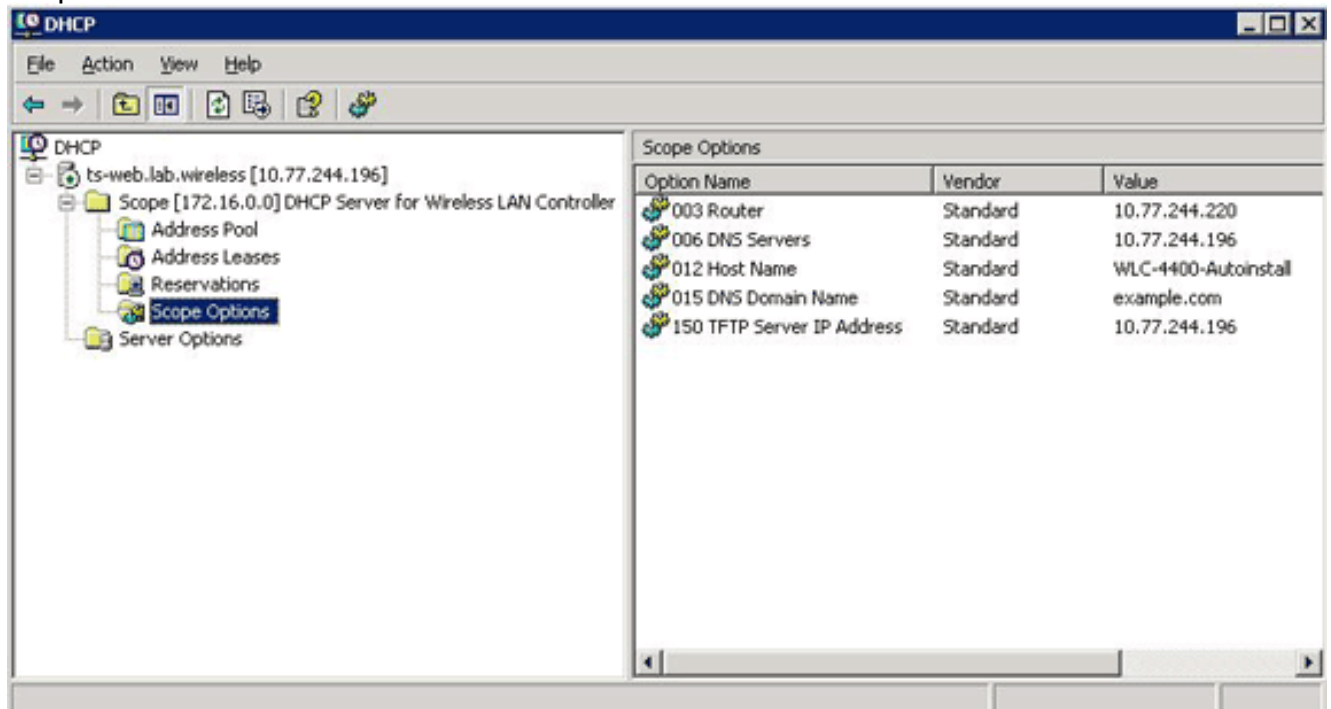 DHCP
File Action View Help
DHCP
ts-web.lab.wireless [10.77.244.196]
Scope [172.16.0.0] DHCP Server for Wireless LAN Controller
Address Pool
Address Leases
Reservations
Scope Options
Server Options
Scope Options
Option Name Vendor Value
003 Router Standard 10.77.244.220
006 DNS Servers Standard 10.77.244.196
012 Host Name Standard WLC-4400-Autoinstall
015 DNS Domain Name Standard example.com
150 TFTP Server IP Address Standard 10.77.244.196